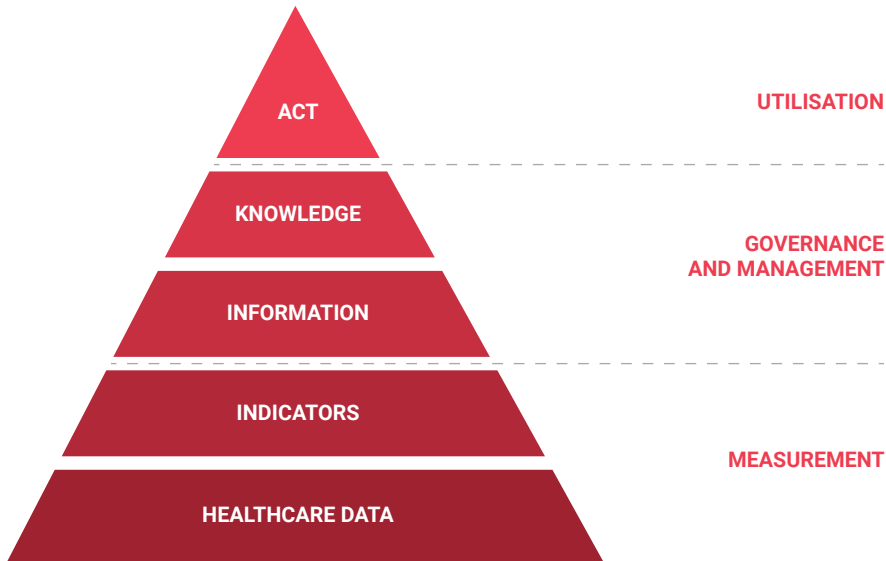 ACT
UTILISATION
KNOWLEDGE
GOVERNANCE
AND MANAGEMENT
INFORMATION
INDICATORS
MEASUREMENT
HEALTHCARE DATA